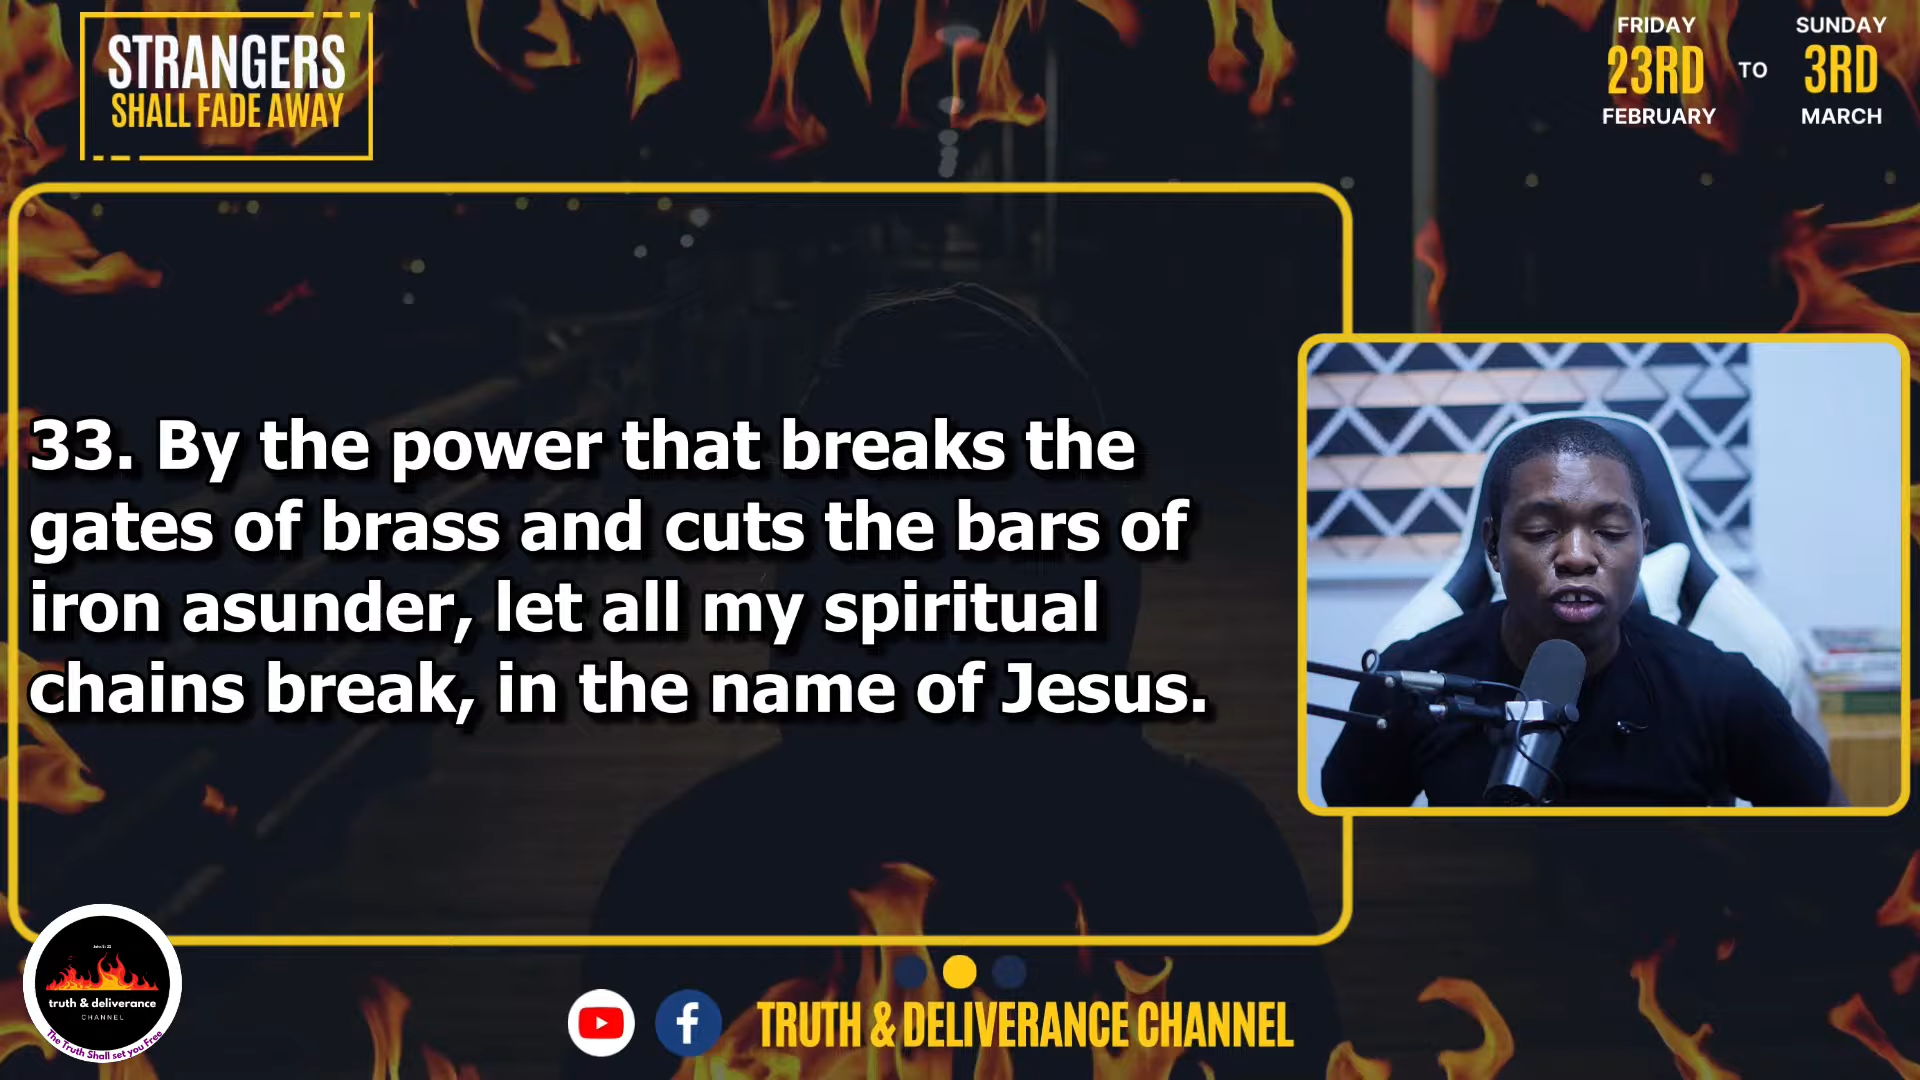 STRANGERS
SHALL FADE AWAY
FRIDAY
23RD
FEBRUARY
TO
SUNDAY
3RD
MARCH
33. By the power that breaks the
gates of brass and cuts the bars of
iron asunder, let all my spiritual
chains break, in the name of Jesus.
truth & deliverance
CHANNEL
The Truth Shall set you Free
TRUTH & DELIVERANCE CHANNEL